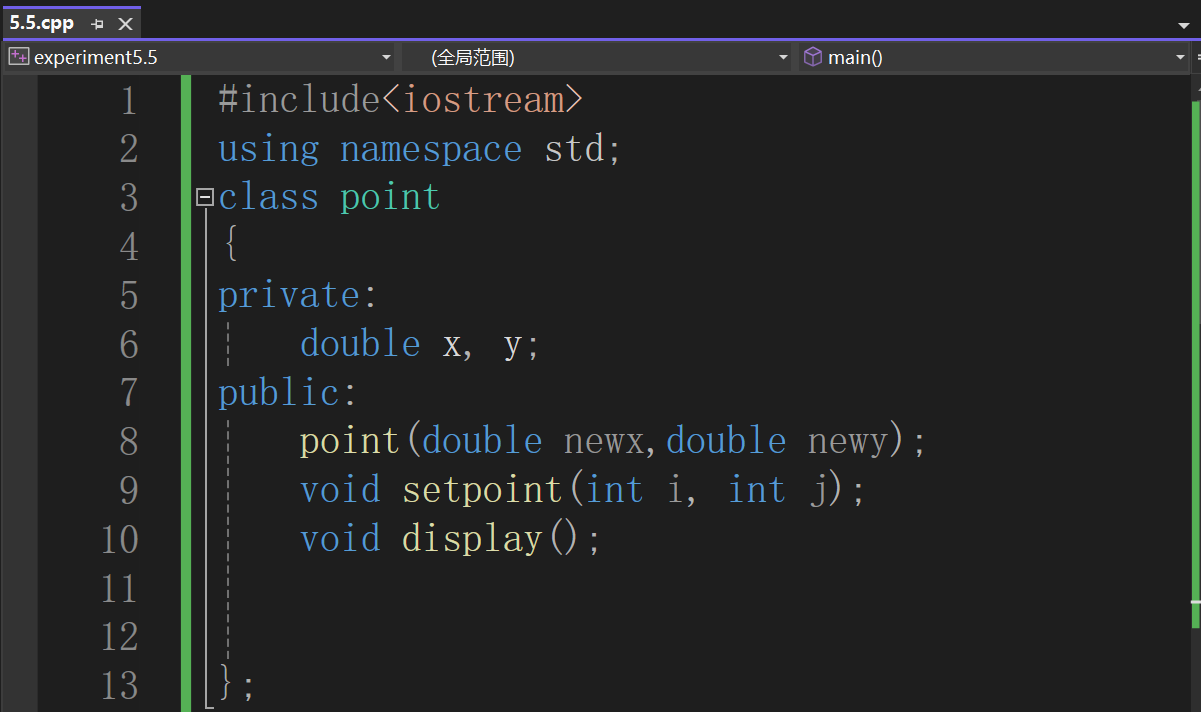 5.5.cpp
experiment5.5 (全局范围) main()
1 #include<iostream>
2 using namespace std;
3 class point
4 {
5 private:
6 double x, y;
7 public:
8 point(double newx,double newy);
9 void setpoint(int i, int j);
10 void display();
11
12
13 };